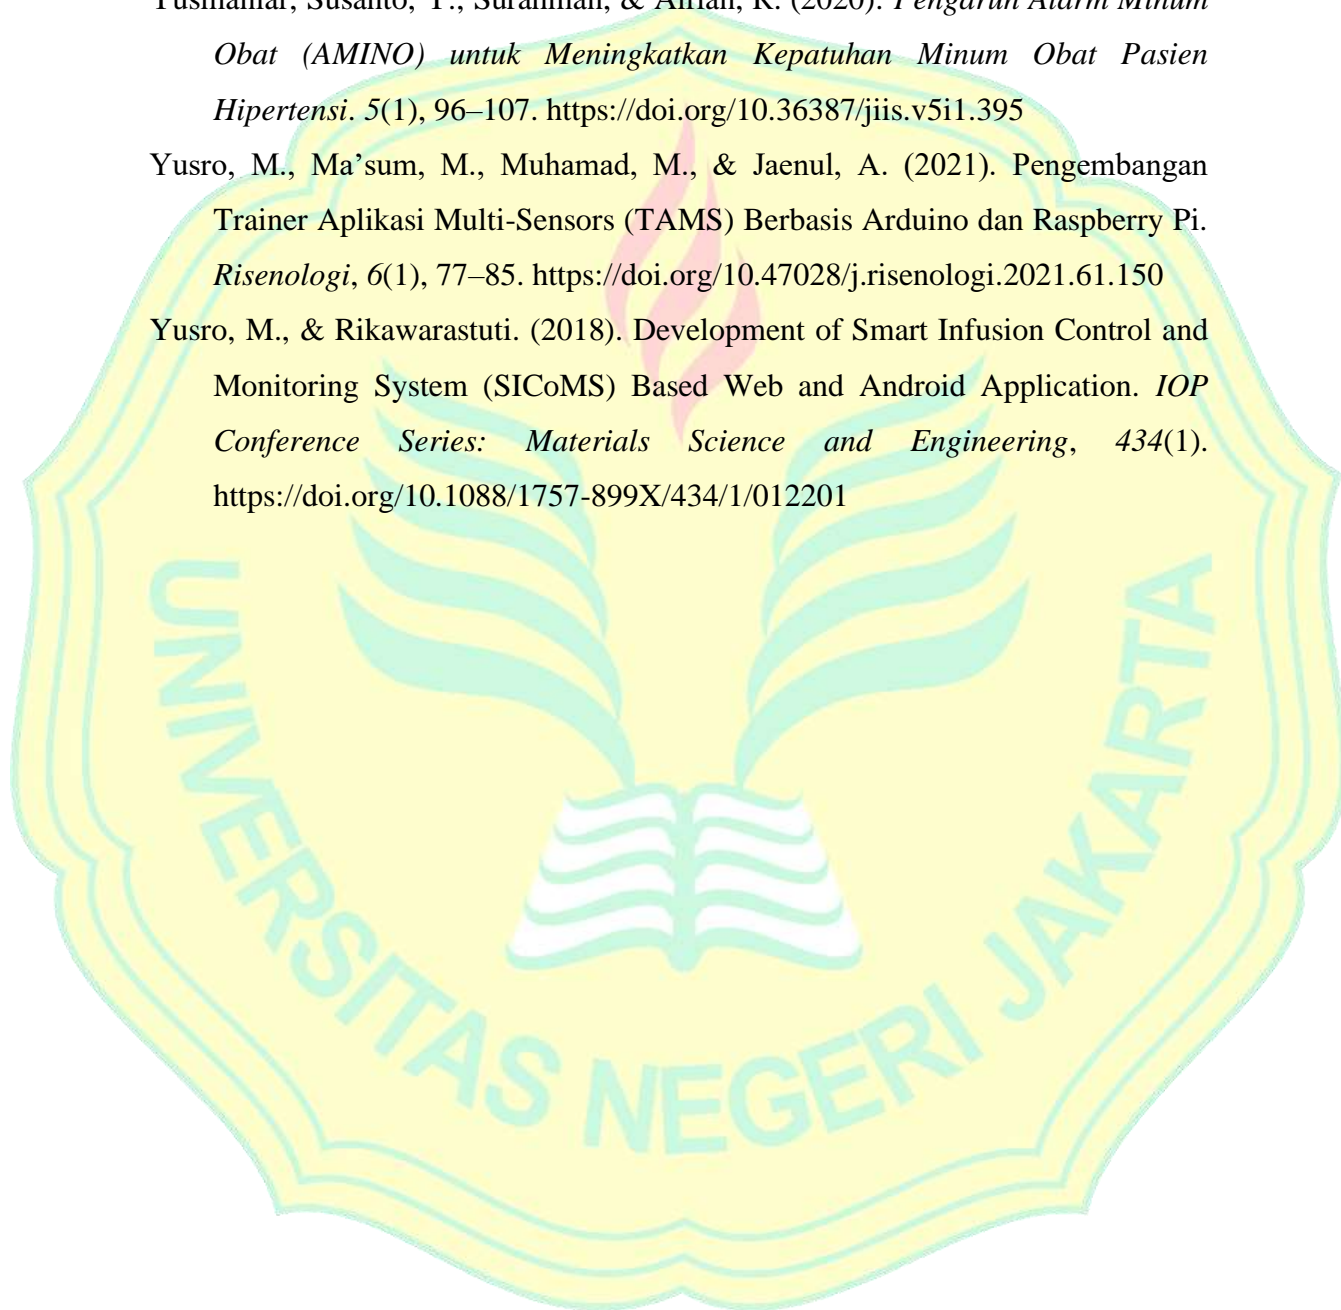 Yusmaniar, Susanto, Y., Surahman, & Alfian, R. (2020). Pengaruh Alarm Minum
Obat (AMINO) untuk Meningkatkan Kepatuhan Minum Obat Pasien
Hipertensi. 5(1), 96–107. https://doi.org/10.36387/jiis.v5i1.395
Yusro, M., Ma’sum, M., Muhamad, M., & Jaenul, A. (2021). Pengembangan
Trainer Aplikasi Multi-Sensors (TAMS) Berbasis Arduino dan Raspberry Pi.
Risenologi, 6(1), 77–85. https://doi.org/10.47028/j.risenologi.2021.61.150
Yusro, M., & Rikawarastuti. (2018). Development of Smart Infusion Control and
Monitoring System (SICoMS) Based Web and Android Application. IOP
Conference Series: Materials Science and Engineering, 434(1).
https://doi.org/10.1088/1757-899X/434/1/012201
UNIVERSITAS NEGERI JAKARTA